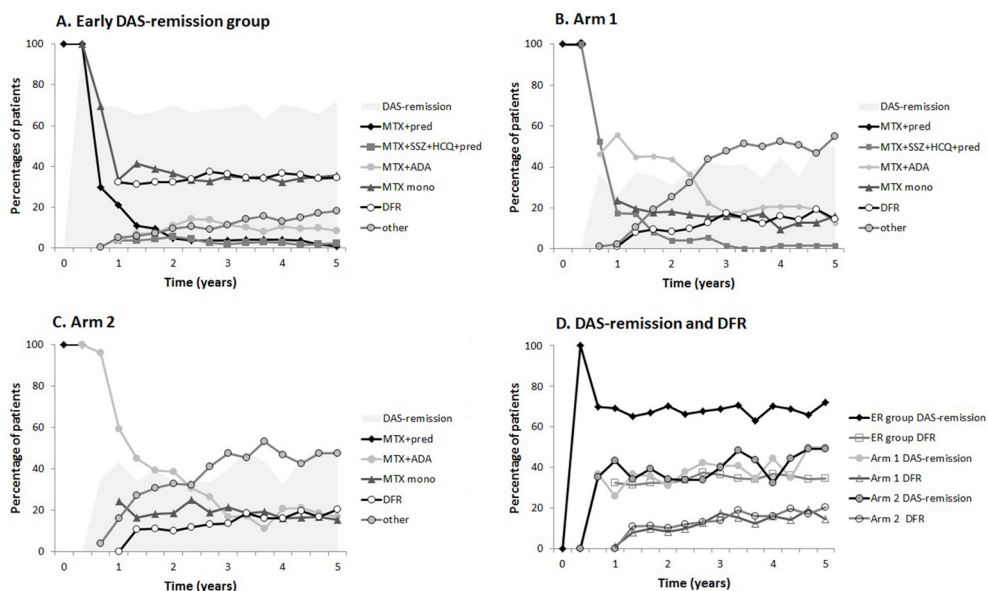 A. Early DAS-remission group
Percentages of patients
100
80
60
40
20
0
0 1 2 3 4 5
Time (years)
DAS-remission
MTX+pred
MTX+SSZ+HCQ+pred
MTX+ADA
MTX mono
DFR
other
B. Arm 1
Percentages of patients
100
80
60
40
20
0
0 1 2 3 4 5
Time (years)
DAS-remission
MTX+pred
MTX+SSZ+HCQ+pred
MTX+ADA
MTX mono
DFR
other
C. Arm 2
Percentage of patients
100
80
60
40
20
0
0 1 2 3 4 5
Time (years)
DAS-remission
MTX+pred
MTX+ADA
MTX mono
DFR
other
D. DAS-remission and DFR
Percentage of patients
100
80
60
40
20
0
0 1 2 3 4 5
Time (years)
ER group DAS-remission
ER group DFR
Arm 1 DAS-remission
Arm 1 DFR
Arm 2 DAS-remission
Arm 2 DFR